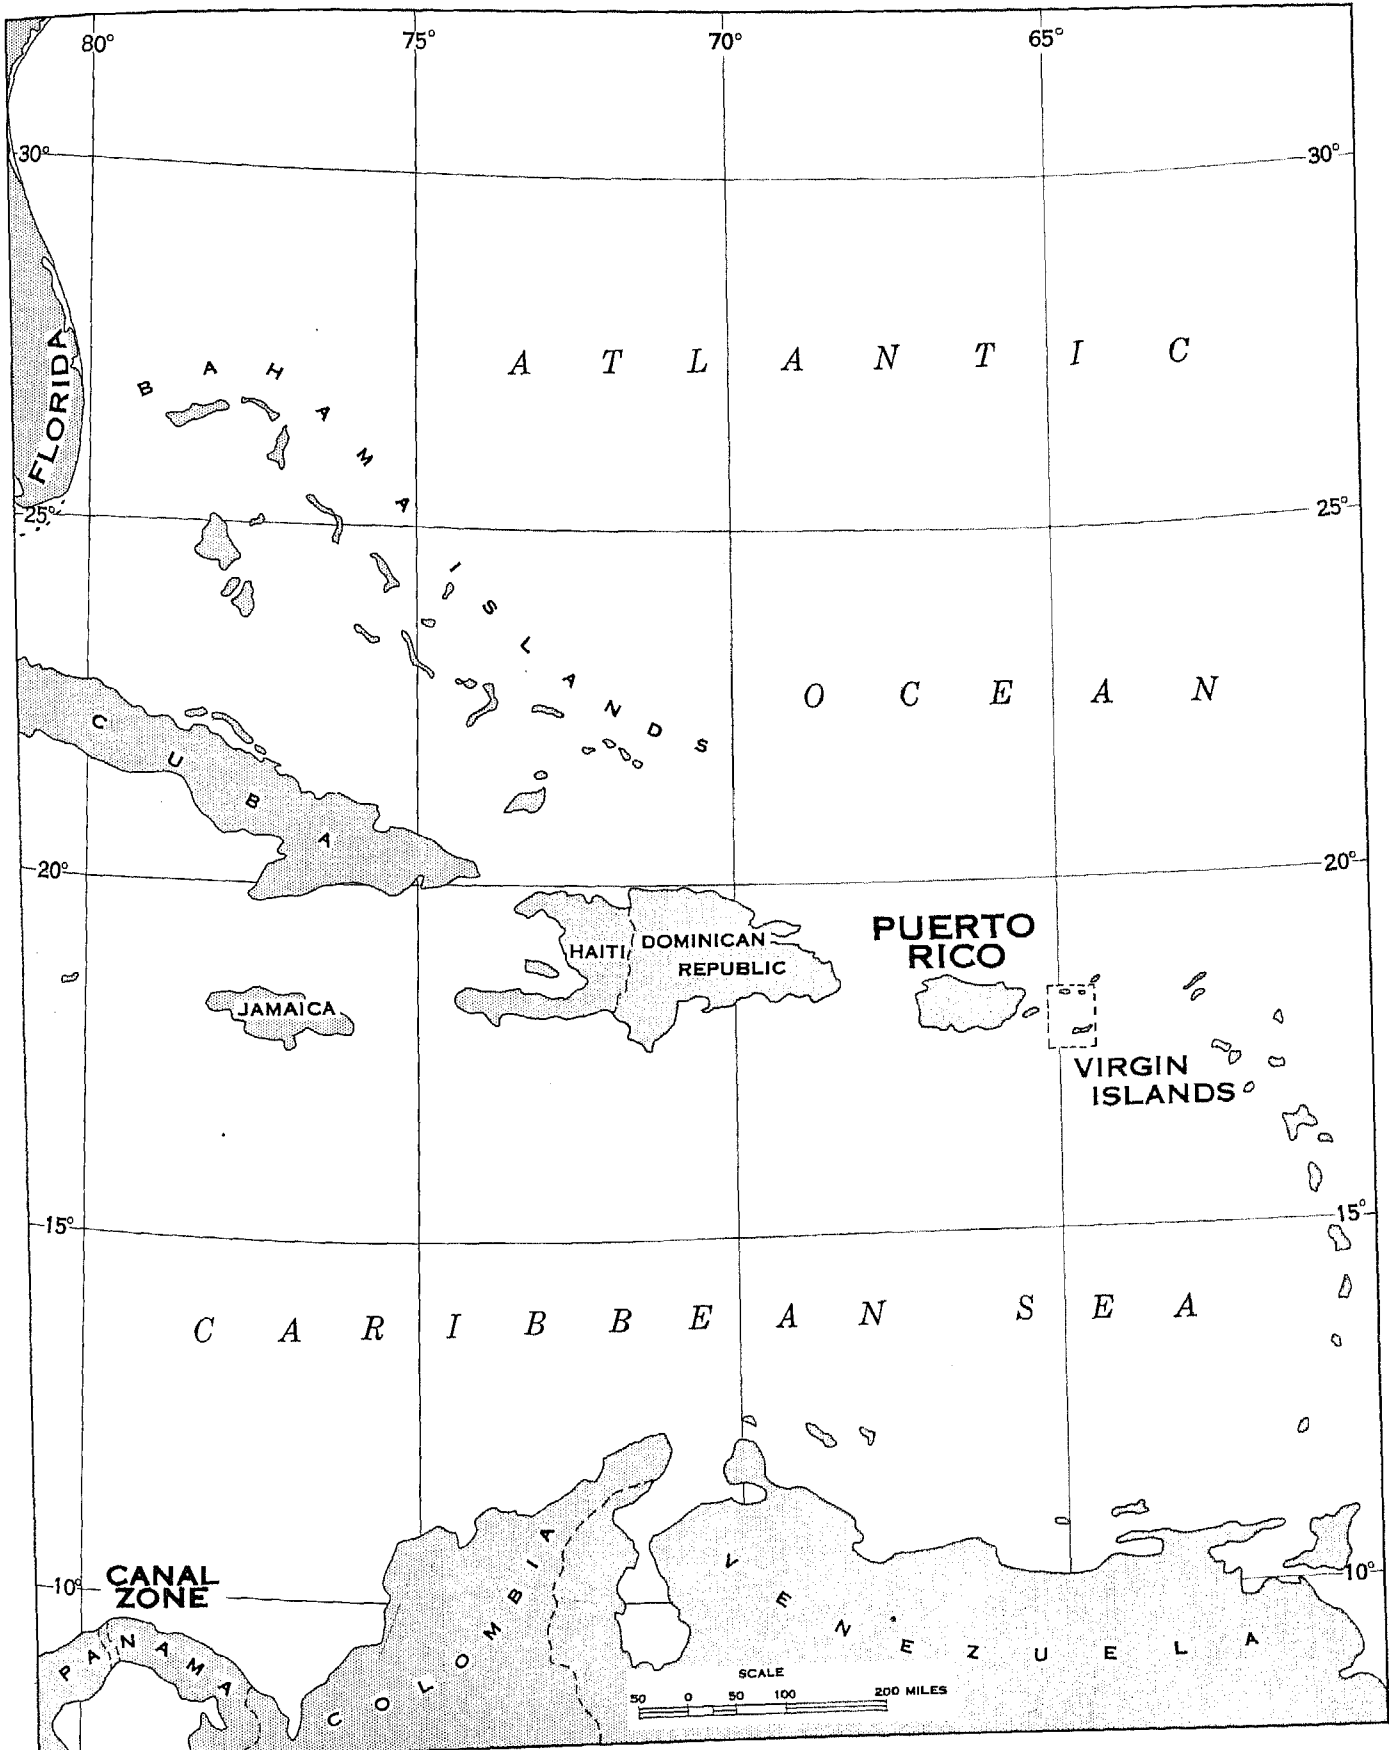 80° 75° 70° 65°
30° 30°
FLORIDA
BAHAMA ISLANDS
ATLANTIC
OCEAN
25° 25°
CUBA
20° 20°
HAITI
DOMINICAN
REPUBLIC
PUERTO
RICO
JAMAICA
VIRGIN
ISLANDS
15° 15°
CARIBBEAN SEA
CANAL
ZONE
10° 10°
PANAMA
COLOMBIA
VENEZUELA
SCALE
50 0 50 100 200 MILES